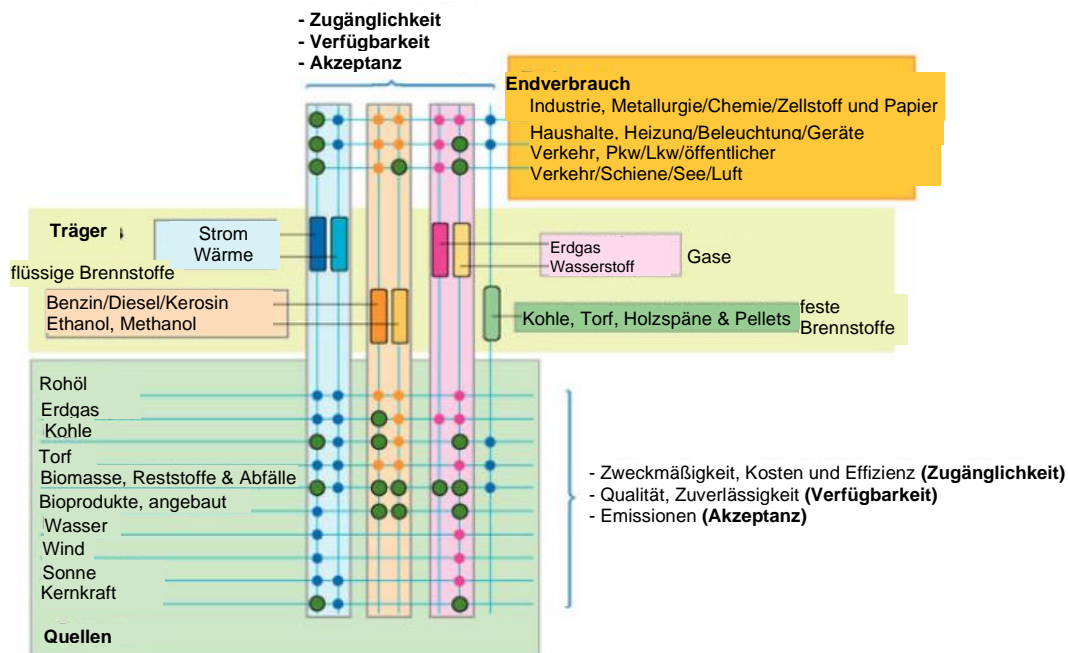 - Zugänglichkeit
- Verfügbarkeit
- Akzeptanz
Endverbrauch
Industrie, Metallurgie/Chemie/Zellstoff und Papier
Haushalte, Heizung/Beleuchtung/Geräte
Verkehr, Pkw/Lkw/öffentlicher
Verkehr/Schiene/See/Luft
Träger
Strom
Wärme
Erdgas
Wasserstoff
Gase
flüssige Brennstoffe
Benzin/Diesel/Kerosin
Ethanol, Methanol
Kohle, Torf, Holzspäne & Pellets
feste
Brennstoffe
Rohöl
Erdgas
Kohle
Torf
Biomasse, Reststoffe & Abfälle
Bioprodukte, angebaut
Wasser
Wind
Sonne
Kernkraft
Quellen
- Zweckmäßigkeit, Kosten und Effizienz (Zugänglichkeit)
- Qualität, Zuverlässigkeit (Verfügbarkeit)
- Emissionen (Akzeptanz)